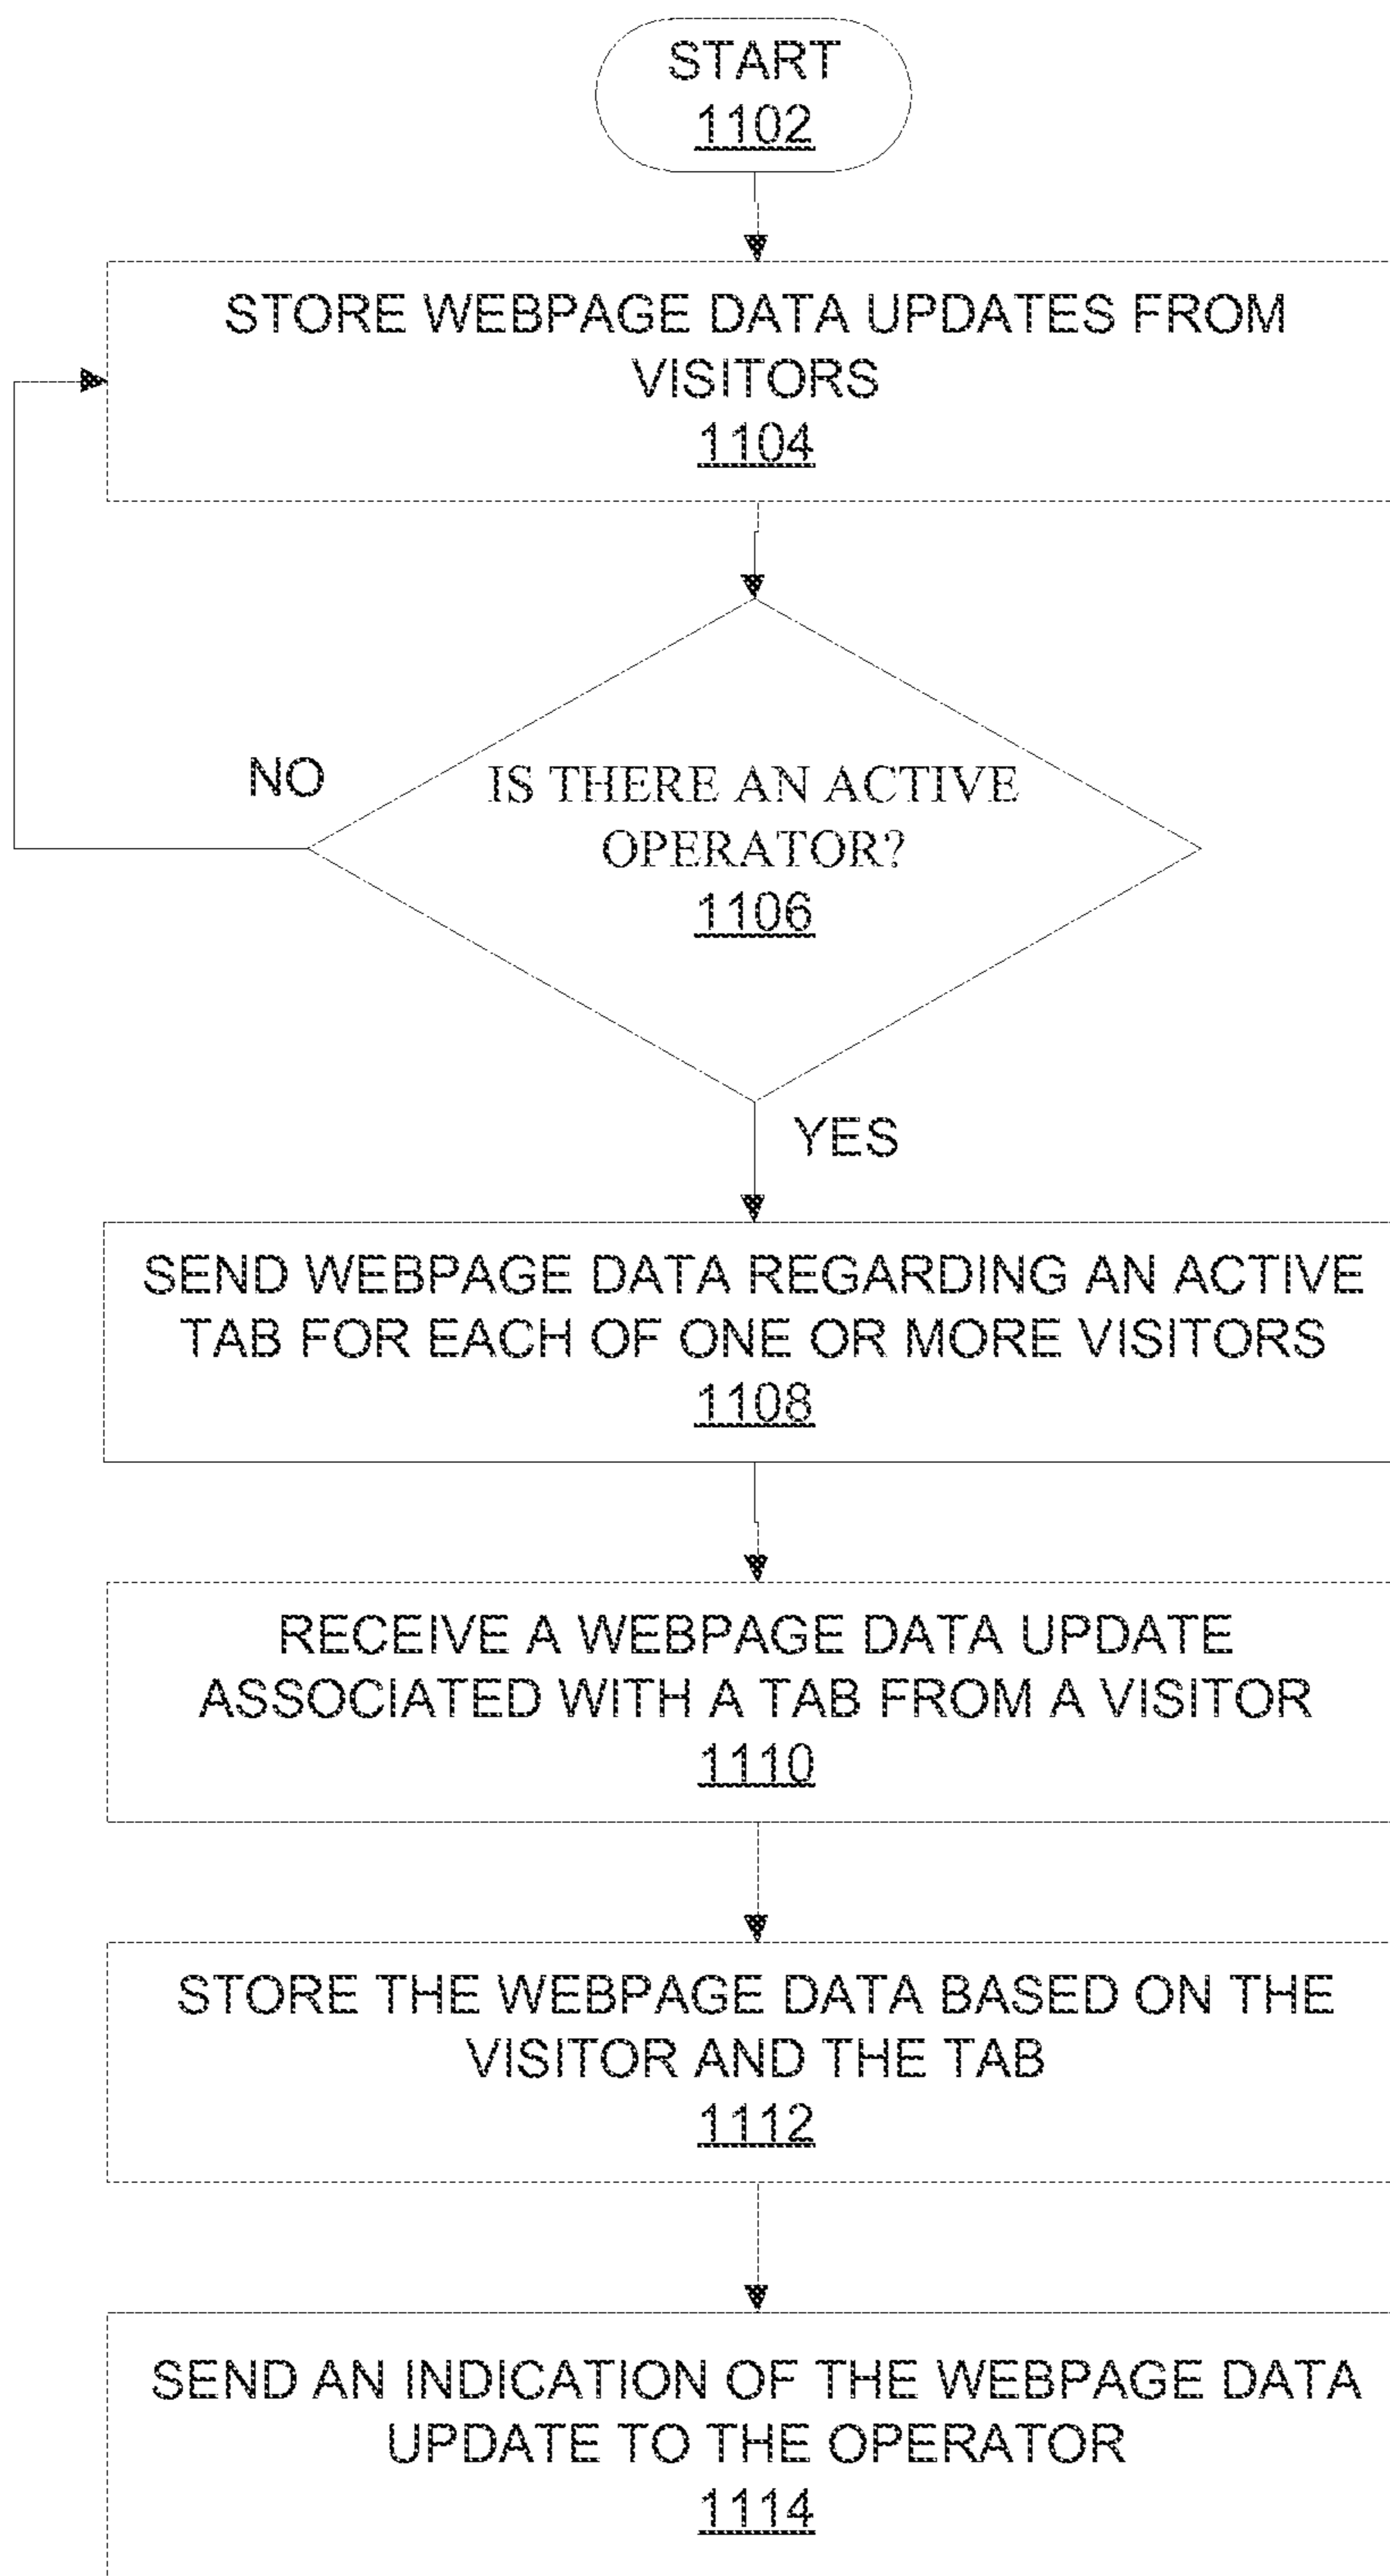 START
1102
STORE WEBPAGE DATA UPDATES FROM
VISITORS
1104
NO
IS THERE AN ACTIVE
OPERATOR?
1106
YES
SEND WEBPAGE DATA REGARDING AN ACTIVE
TAB FOR EACH OF ONE OR MORE VISITORS
1108
RECEIVE A WEBPAGE DATA UPDATE
ASSOCIATED WITH A TAB FROM A VISITOR
1110
STORE THE WEBPAGE DATA BASED ON THE
VISITOR AND THE TAB
1112
SEND AN INDICATION OF THE WEBPAGE DATA
UPDATE TO THE OPERATOR
1114